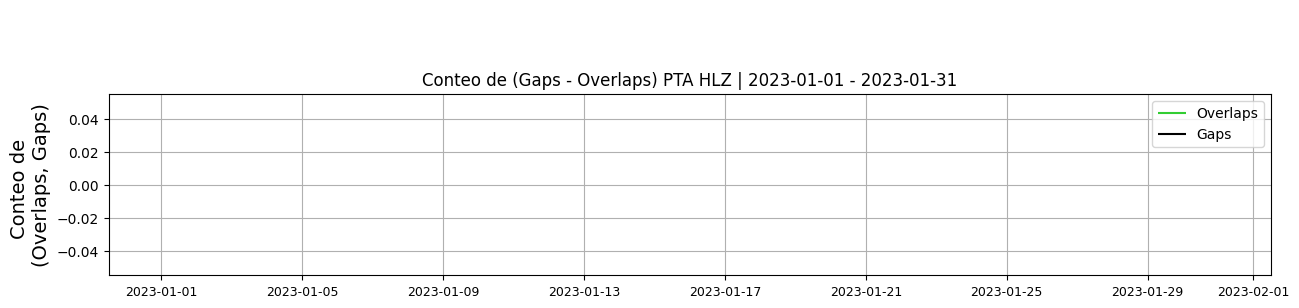 Conteo de (Gaps - Overlaps) PTA HLZ | 2023-01-01 - 2023-01-31
Conteo de
(Overlaps, Gaps)
0.04
0.02
0.00
−0.02
−0.04
Overlaps
Gaps
2023-01-01 2023-01-05 2023-01-09 2023-01-13 2023-01-17 2023-01-21 2023-01-25 2023-01-29 2023-02-01